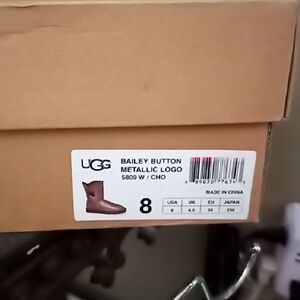 UGG
BAILEY BUTTON
METALLIC LOGO
5809 W / CHO
MADE IN CHINA
8
USA UK EU JAPAN
8 6.5 39 250